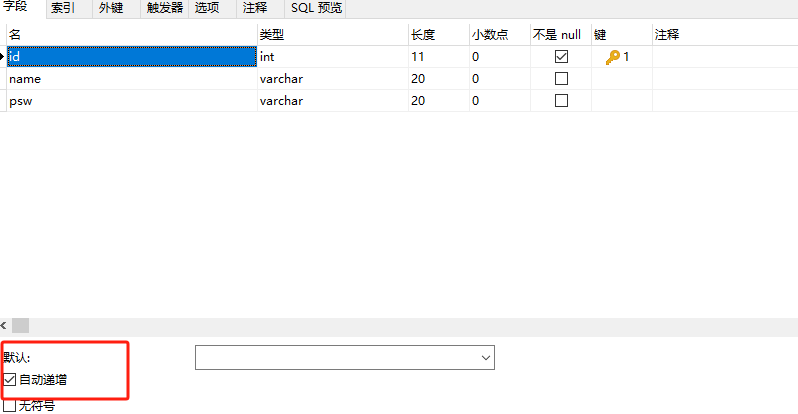 字段 索引 外键 触发器 选项 注释 SQL 预览
名 类型 长度 小数点 不是 null 键 注释
id int 11 0 1
name varchar 20 0
psw varchar 20 0
默认:
自动递增
无符号